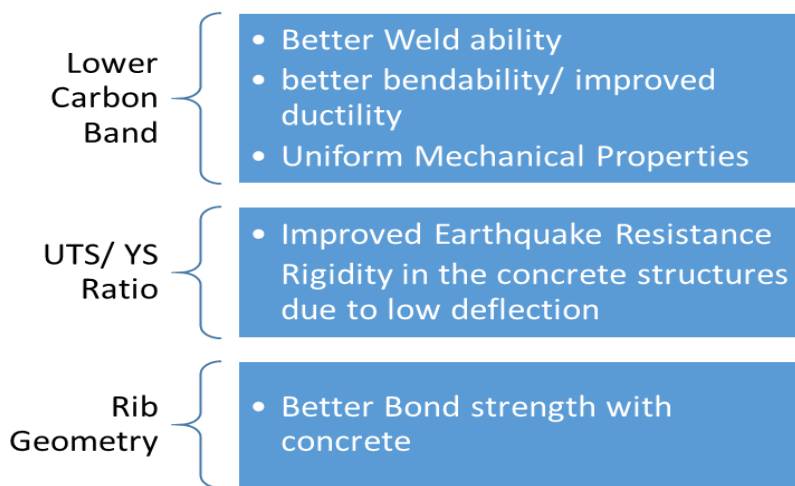 Lower
Carbon
Band
• Better Weld ability
• better bendability/ improved
ductility
• Uniform Mechanical Properties
UTS/ YS
Ratio
• Improved Earthquake Resistance
Rigidity in the concrete structures
due to low deflection
Rib
Geometry
• Better Bond strength with
concrete